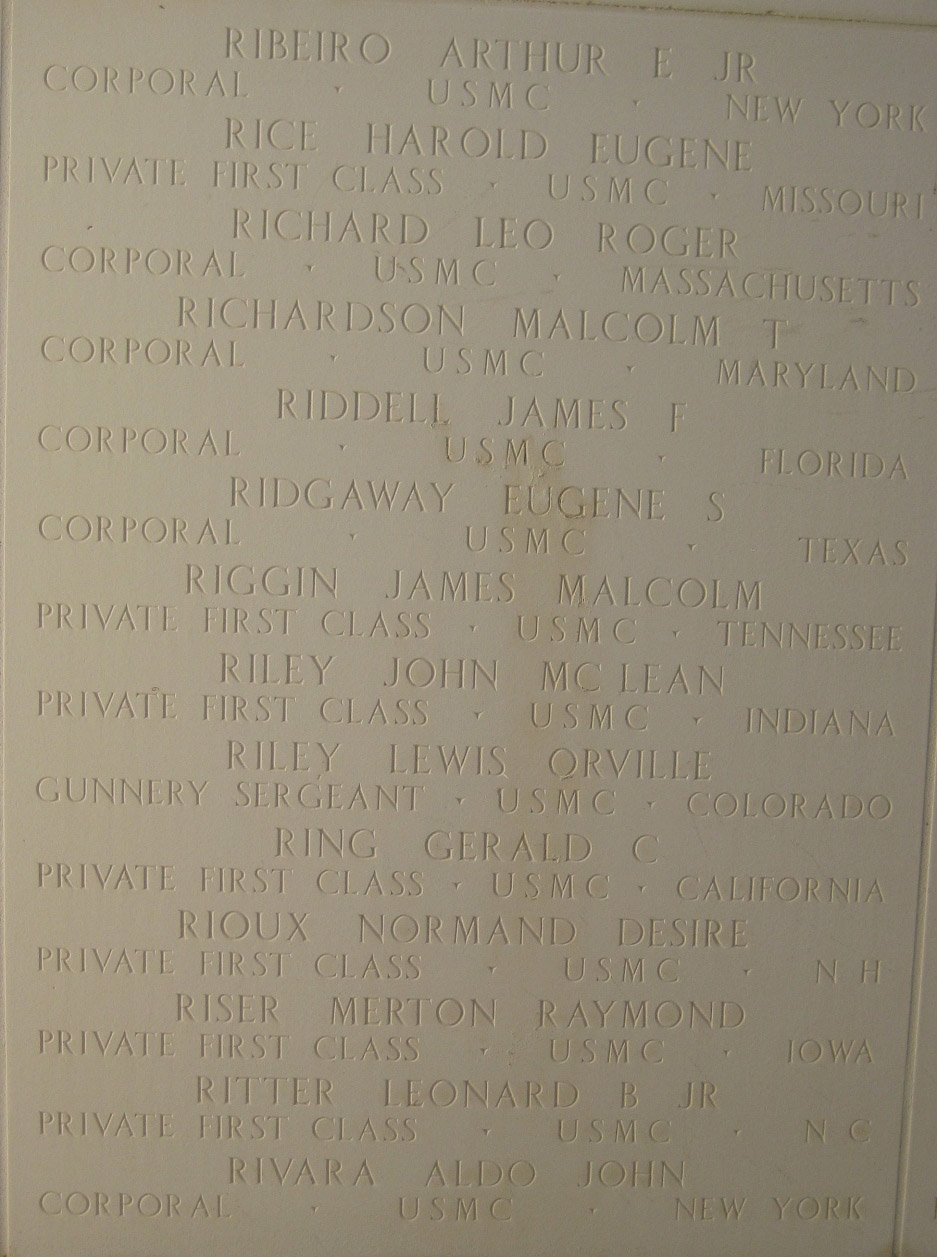 RIBEIRO ARTHUR E JR
CORPORAL · USMC · NEW YORK
RICE HAROLD EUGENE
PRIVATE FIRST CLASS · USMC · MISSOURI
RICHARD LEO ROGER
CORPORAL · USMC · MASSACHUSETTS
RICHARDSON MALCOLM T
CORPORAL · USMC · MARYLAND
RIDDELL JAMES F
CORPORAL · USMC · FLORIDA
RIDGAWAY EUGENE S
CORPORAL · USMC · TEXAS
RIGGIN JAMES MALCOLM
PRIVATE FIRST CLASS · USMC · TENNESSEE
RILEY JOHN MC LEAN
PRIVATE FIRST CLASS · USMC · INDIANA
RILEY LEWIS ORVILLE
GUNNERY SERGEANT · USMC · COLORADO
RING GERALD C
PRIVATE FIRST CLASS · USMC · CALIFORNIA
RIOUX NORMAND DESIRE
PRIVATE FIRST CLASS · USMC · N H
RISER MERTON RAYMOND
PRIVATE FIRST CLASS · USMC · IOWA
RITTER LEONARD B JR
PRIVATE FIRST CLASS · USMC · N C
RIVARA ALDO JOHN
CORPORAL · USMC · NEW YORK